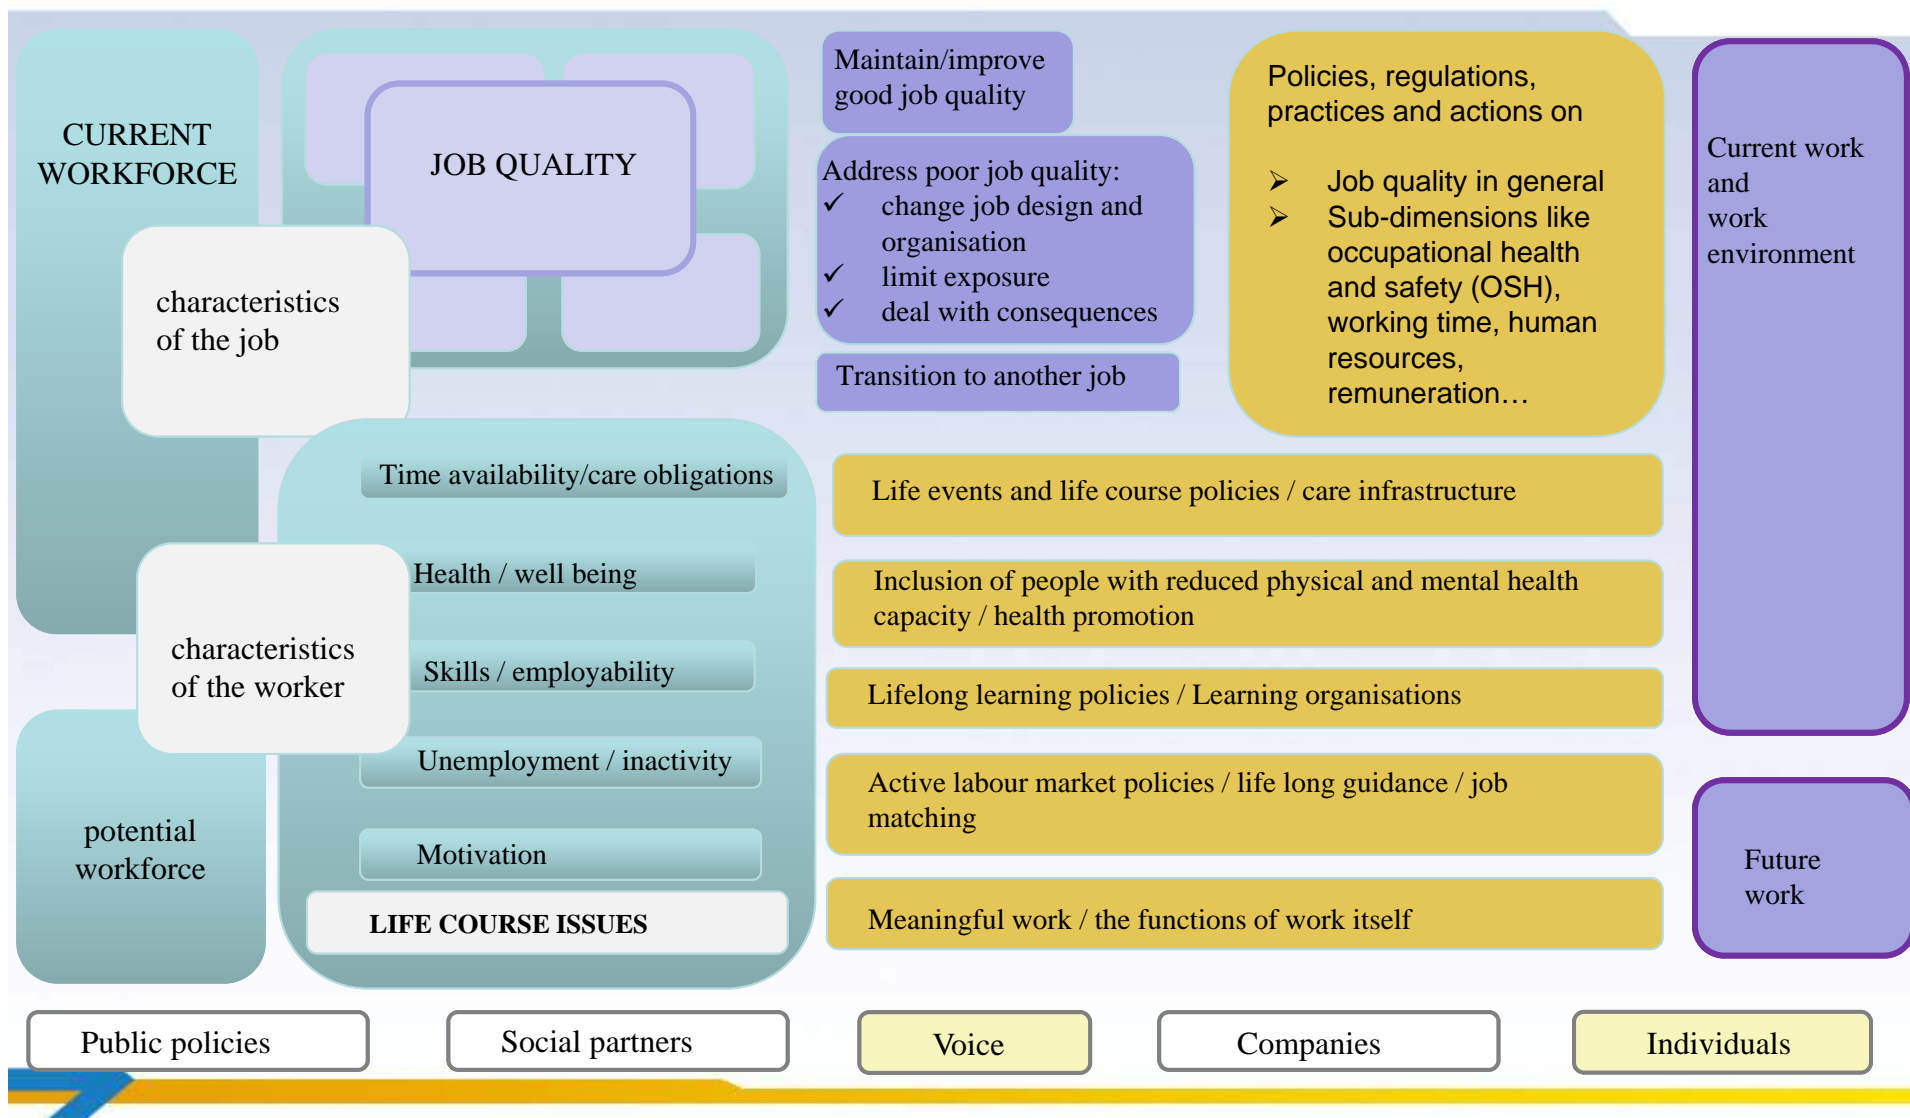 CURRENT
WORKFORCE
characteristics
of the job
JOB QUALITY
Maintain/improve
good job quality
Address poor job quality:
✓ change job design and
organisation
✓ limit exposure
✓ deal with consequences
Transition to another job
Policies, regulations,
practices and actions on
➢ Job quality in general
➢ Sub-dimensions like
occupational health
and safety (OSH),
working time, human
resources,
remuneration…
Current work
and
work
environment
characteristics
of the worker
potential
workforce
Time availability/care obligations
Health / well being
Skills / employability
Unemployment / inactivity
Motivation
LIFE COURSE ISSUES
Life events and life course policies / care infrastructure
Inclusion of people with reduced physical and mental health
capacity / health promotion
Lifelong learning policies / Learning organisations
Active labour market policies / life long guidance / job
matching
Meaningful work / the functions of work itself
Future
work
Public policies
Social partners
Voice
Companies
Individuals